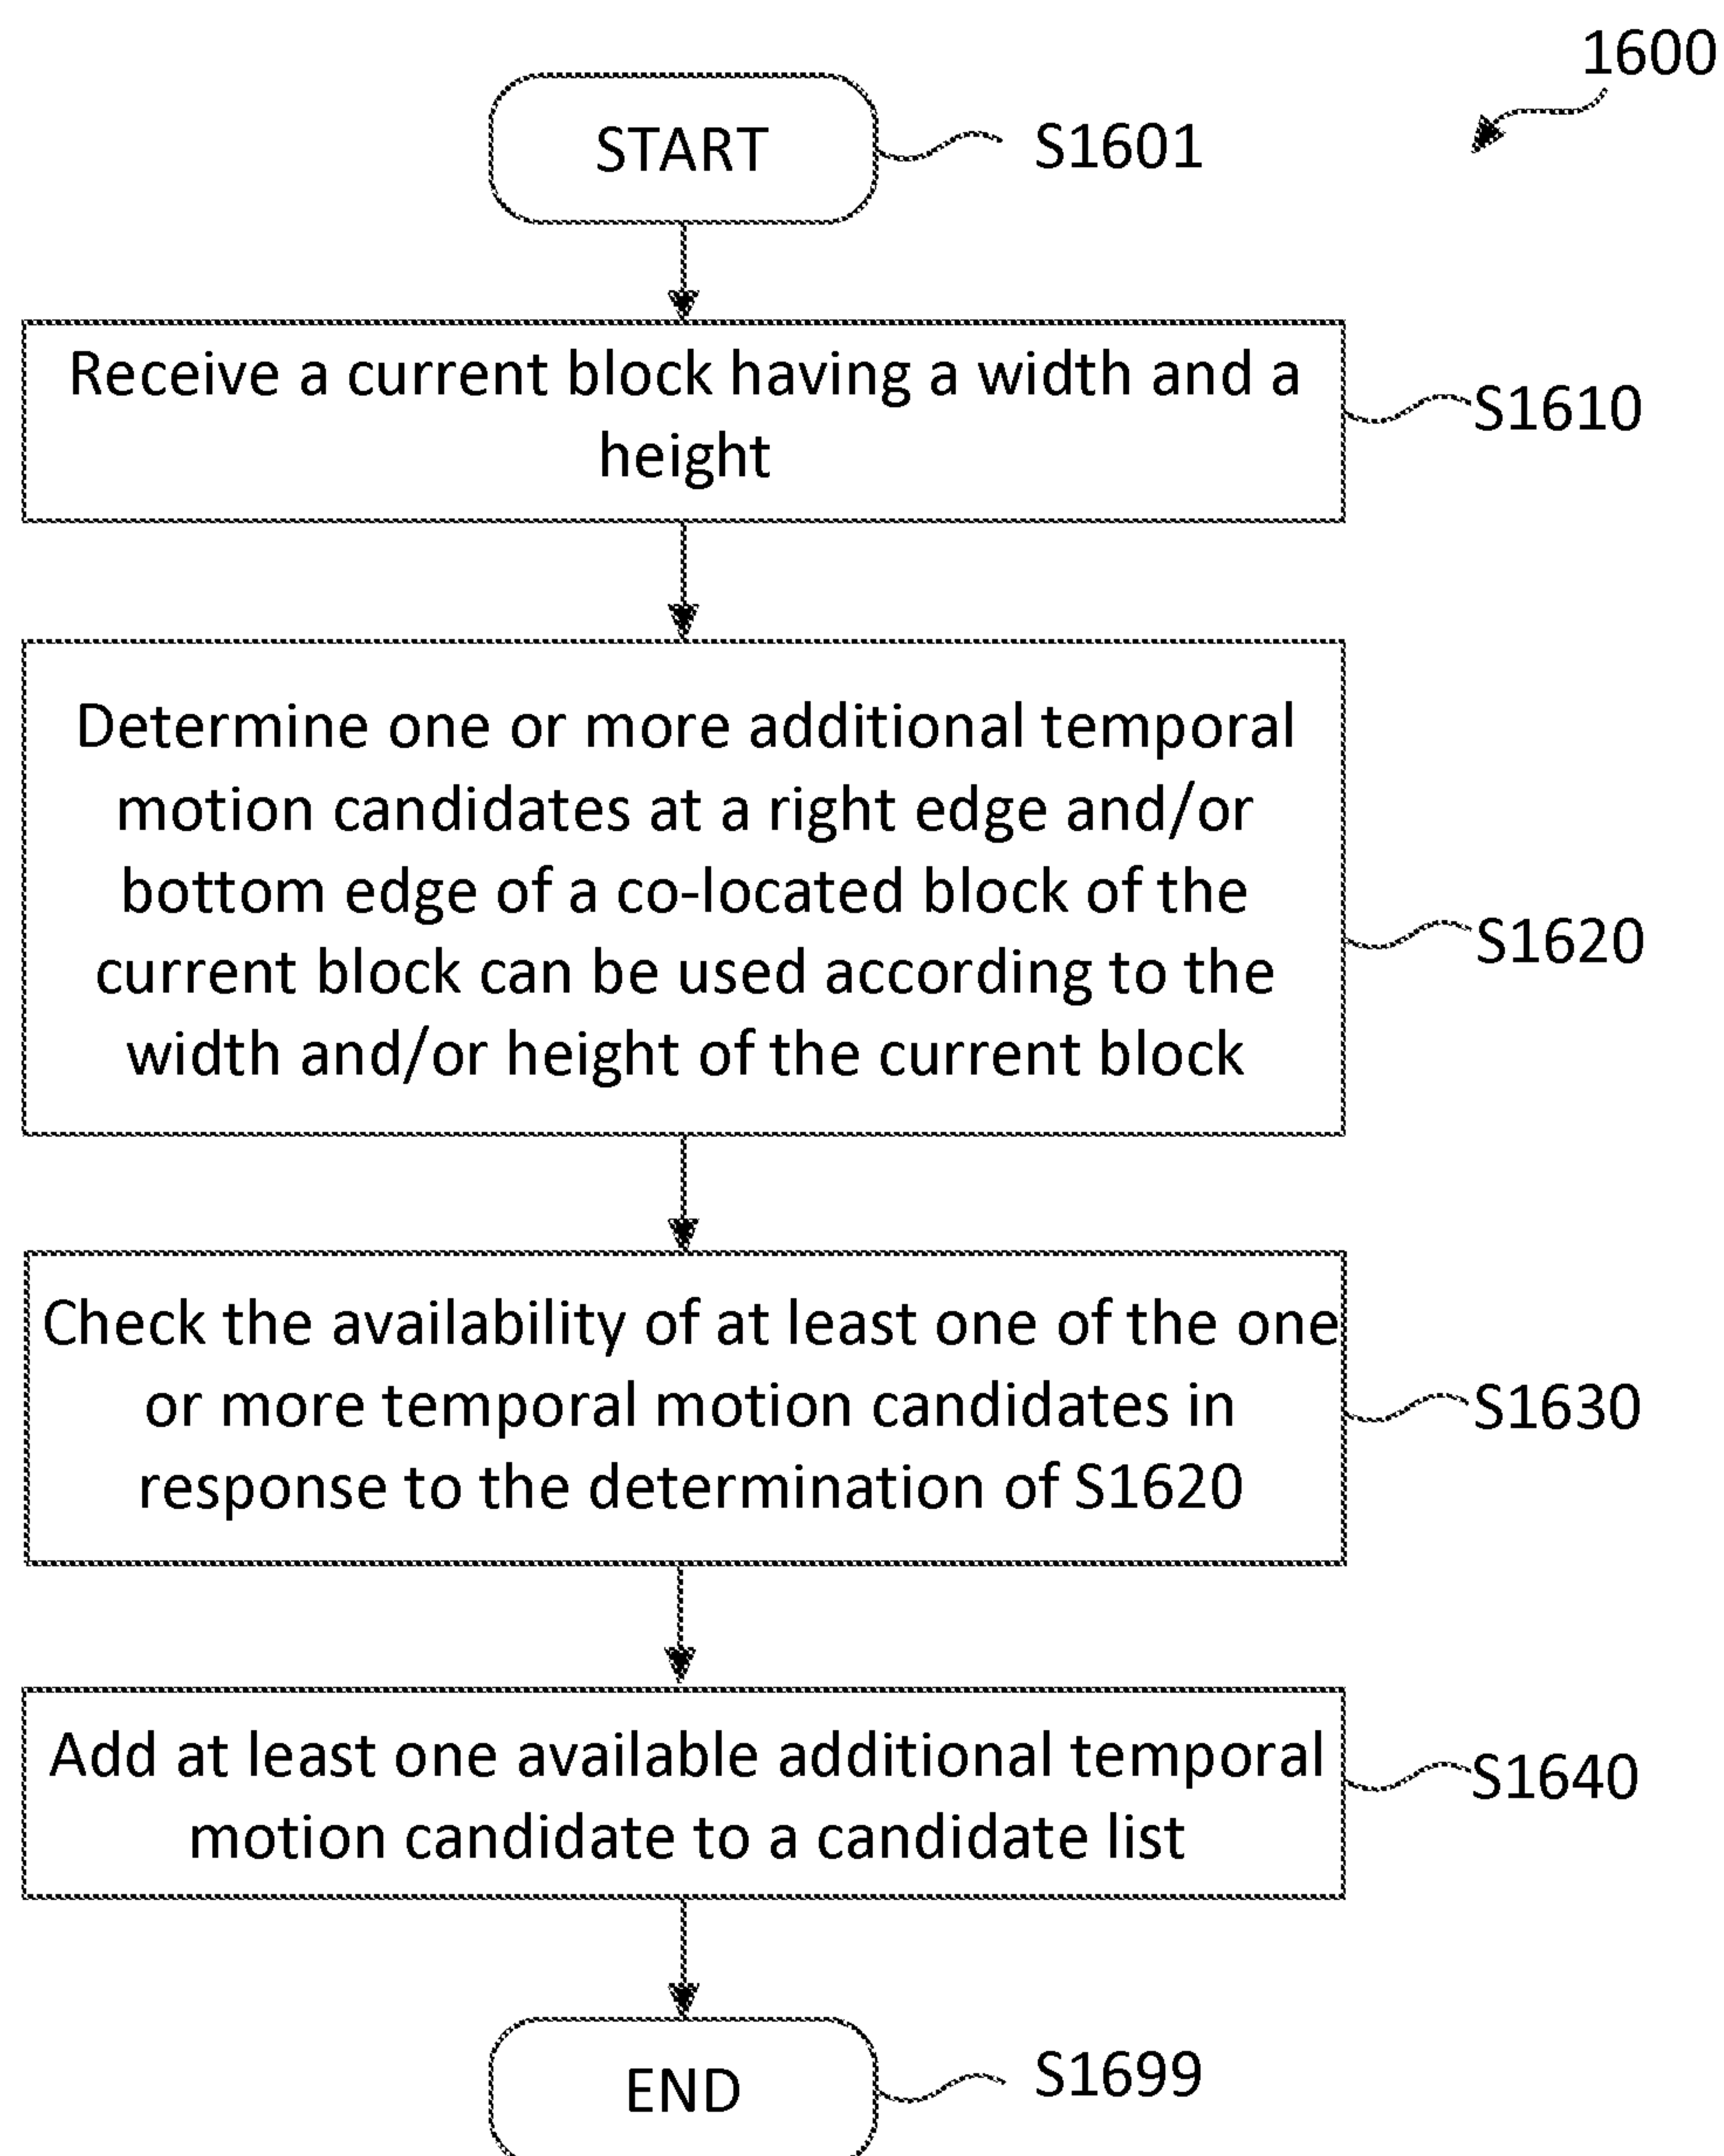 1600
START
S1601
Receive a current block having a width and a
height
S1610
Determine one or more additional temporal
motion candidates at a right edge and/or
bottom edge of a co-located block of the
current block can be used according to the
width and/or height of the current block
S1620
Check the availability of at least one of the one
or more temporal motion candidates in
response to the determination of S1620
S1630
Add at least one available additional temporal
motion candidate to a candidate list
S1640
END
S1699